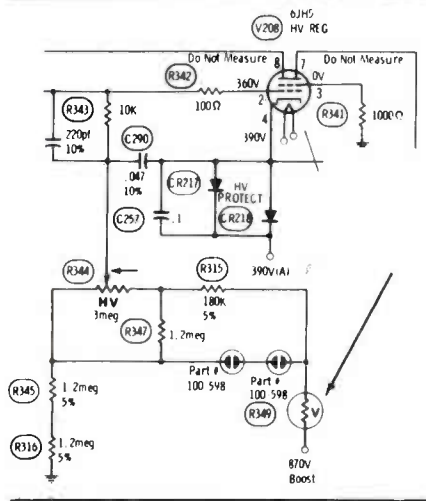 6JH5
V208 HV REG
Do Not Measure
8 7
Do Not Measure
R342
360V
0V
2
3
100Ω
4
R341
1000Ω
R343
10K
220pf
10%
C290
390V
.047
10%
CR217
HV
PROTECT
C257
.1
CR218
390V(A)
R344
R315
HV
3meg
180K
5%
R347
1.2meg
Part #
100 598
Part #
100 598
R345
1.2meg
5%
R349
V
R316
1.2meg
5%
870V
Boost